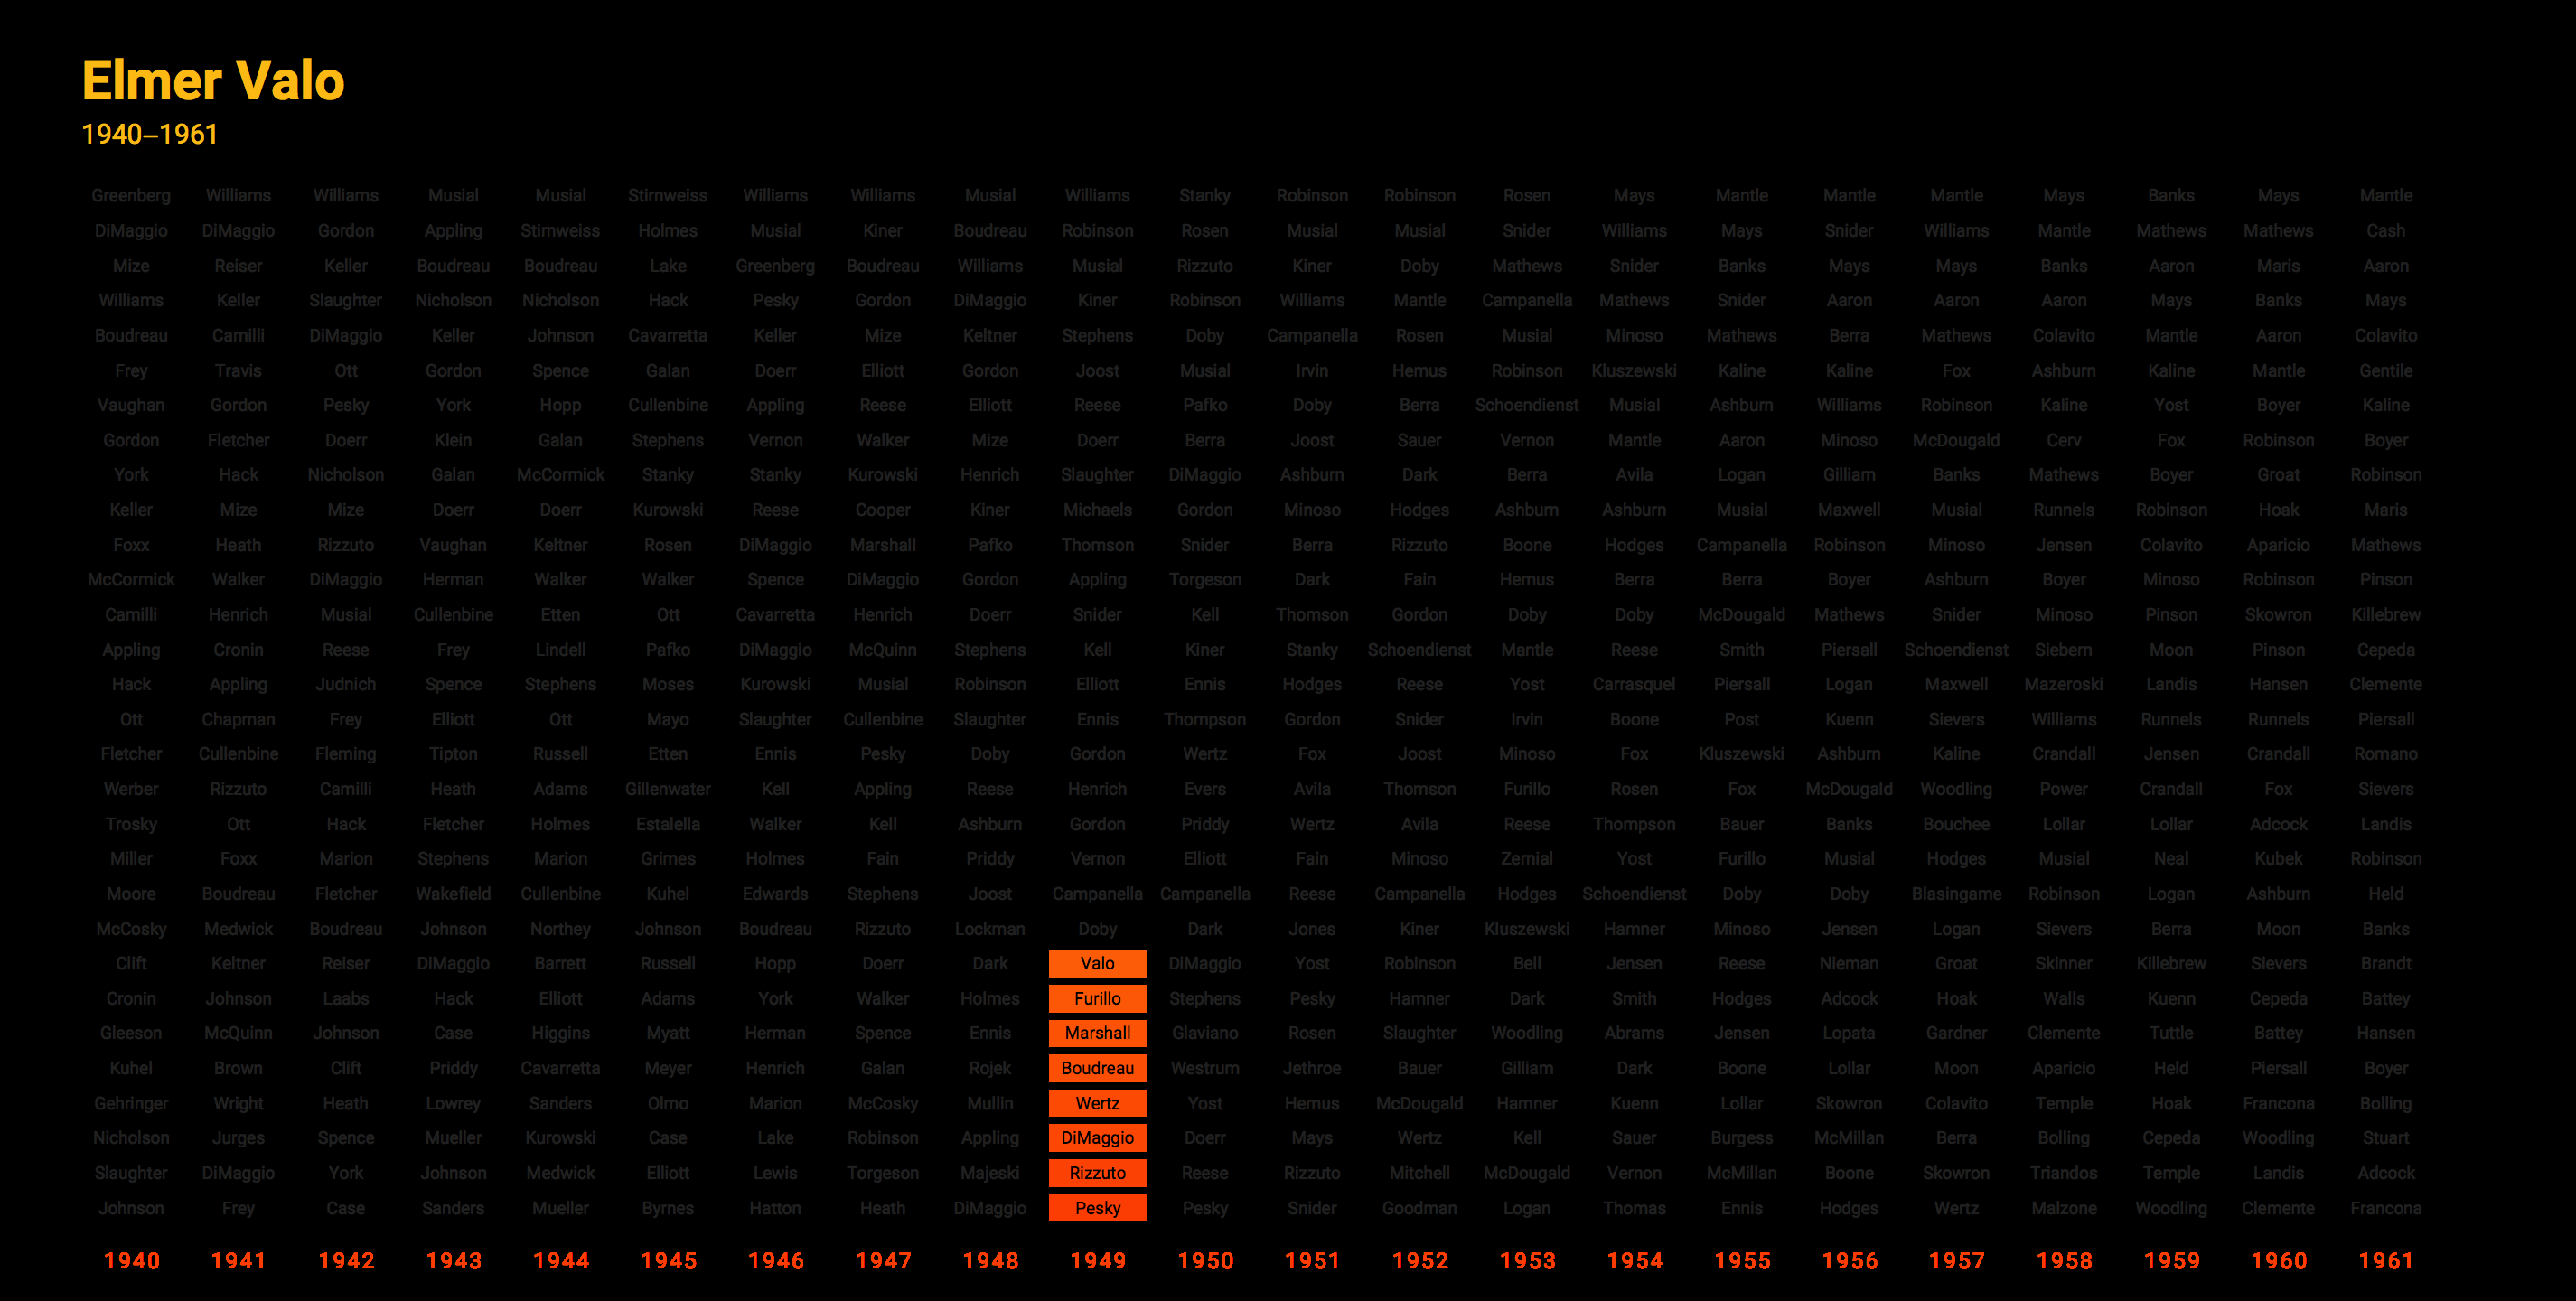 Elmer Valo
1940–1961
Greenberg Williams Williams Musial Musial Stirnweiss Williams Williams Musial Williams Stanky Robinson Robinson Rosen Mays Mantle Mantle Mantle Mays Banks Mays Mantle
DiMaggio DiMaggio Gordon Appling Stirnweiss Holmes Musial Kiner Boudreau Robinson Rosen Musial Musial Snider Williams Mays Snider Williams Mantle Mathews Mathews Cash
Mize Reiser Keller Boudreau Boudreau Lake Greenberg Boudreau Williams Musial Rizzuto Kiner Doby Mathews Snider Banks Mays Mays Banks Aaron Maris Aaron
Williams Keller Slaughter Nicholson Nicholson Hack Pesky Gordon DiMaggio Kiner Robinson Williams Mantle Campanella Mathews Snider Aaron Aaron Aaron Mays Banks Mays
Boudreau Camilli DiMaggio Keller Johnson Cavarretta Keller Mize Keltner Stephens Doby Campanella Rosen Musial Minoso Mathews Berra Mathews Colavito Mantle Aaron Colavito
Frey Travis Ott Gordon Spence Galan Doerr Elliott Gordon Joost Musial Irvin Hemus Robinson Kluszewski Kaline Kaline Fox Ashburn Kaline Mantle Gentile
Vaughan Gordon Pesky York Hopp Cullenbine Appling Reese Elliott Reese Pafko Doby Berra Schoendienst Musial Ashburn Williams Robinson Kaline Yost Boyer Kaline
Gordon Fletcher Doerr Klein Galan Stephens Vernon Walker Mize Doerr Berra Joost Sauer Vernon Mantle Aaron Minoso McDougald Cerv Fox Robinson Boyer
York Hack Nicholson Galan McCormick Stanky Stanky Kurowski Henrich Slaughter DiMaggio Ashburn Dark Berra Avila Logan Gilliam Banks Mathews Boyer Groat Robinson
Keller Mize Mize Doerr Doerr Kurowski Reese Cooper Kiner Michaels Gordon Minoso Hodges Ashburn Ashburn Musial Maxwell Musial Runnels Robinson Hoak Maris
Foxx Heath Rizzuto Vaughan Keltner Rosen DiMaggio Marshall Pafko Thomson Snider Berra Rizzuto Boone Hodges Campanella Robinson Minoso Jensen Colavito Aparicio Mathews
McCormick Walker DiMaggio Herman Walker Walker Spence DiMaggio Gordon Appling Torgeson Dark Fain Hemus Berra Berra Boyer Ashburn Boyer Minoso Robinson Pinson
Camilli Henrich Musial Cullenbine Etten Ott Cavarretta Henrich Doerr Snider Kell Thomson Gordon Doby Doby McDougald Mathews Snider Minoso Pinson Skowron Killebrew
Appling Cronin Reese Frey Lindell Pafko DiMaggio McQuinn Stephens Kell Kiner Stanky Schoendienst Mantle Reese Smith Piersall Schoendienst Siebern Moon Pinson Cepeda
Hack Appling Judnich Spence Stephens Moses Kurowski Musial Robinson Elliott Ennis Hodges Reese Yost Carrasquel Piersall Logan Maxwell Mazeroski Landis Hansen Clemente
Ott Chapman Frey Elliott Ott Mayo Slaughter Cullenbine Slaughter Ennis Thompson Gordon Snider Irvin Boone Post Kuenn Sievers Williams Runnels Runnels Piersall
Fletcher Cullenbine Fleming Tipton Russell Etten Ennis Pesky Doby Gordon Wertz Fox Joost Minoso Fox Kluszewski Ashburn Kaline Crandall Jensen Crandall Romano
Werber Rizzuto Camilli Heath Adams Gillenwater Kell Appling Reese Henrich Evers Avila Thomson Furillo Rosen Fox McDougald Woodling Power Crandall Fox Sievers
Trosky Ott Hack Fletcher Holmes Estalella Walker Kell Ashburn Gordon Priddy Wertz Avila Reese Thompson Bauer Banks Bouchee Lollar Lollar Adcock Landis
Miller Foxx Marion Stephens Marion Grimes Holmes Fain Priddy Vernon Elliott Fain Minoso Zernial Yost Furillo Musial Hodges Musial Neal Kubek Robinson
Moore Boudreau Fletcher Wakefield Cullenbine Kuhel Edwards Stephens Joost Campanella Campanella Reese Campanella Hodges Schoendienst Doby Doby Blasingame Robinson Logan Ashburn Held
McCosky Medwick Boudreau Johnson Northey Johnson Boudreau Rizzuto Lockman Doby Dark Jones Kiner Kluszewski Hamner Minoso Jensen Logan Sievers Berra Moon Banks
Clift Keltner Reiser DiMaggio Barrett Russell Hopp Doerr Dark Valo DiMaggio Yost Robinson Bell Jensen Reese Nieman Groat Skinner Killebrew Sievers Brandt
Cronin Johnson Laabs Hack Elliott Adams York Walker Holmes Furillo Stephens Pesky Hamner Dark Smith Hodges Adcock Hoak Walls Kuenn Cepeda Battey
Gleeson McQuinn Johnson Case Higgins Myatt Herman Spence Ennis Marshall Glaviano Rosen Slaughter Woodling Abrams Jensen Lopata Gardner Clemente Tuttle Battey Hansen
Kuhel Brown Clift Priddy Cavarretta Meyer Henrich Galan Rojek Boudreau Westrum Jethroe Bauer Gilliam Dark Boone Lollar Moon Aparicio Held Piersall Boyer
Gehringer Wright Heath Lowrey Sanders Olmo Marion McCosky Mullin Wertz Yost Hemus McDougald Hamner Kuenn Lollar Skowron Colavito Temple Hoak Francona Bolling
Nicholson Jurges Spence Mueller Kurowski Case Lake Robinson Appling DiMaggio Doerr Mays Wertz Kell Sauer Burgess McMillan Berra Bolling Cepeda Woodling Stuart
Slaughter DiMaggio York Johnson Medwick Elliott Lewis Torgeson Majeski Rizzuto Reese Rizzuto Mitchell McDougald Vernon McMillan Boone Skowron Triandos Temple Landis Adcock
Johnson Frey Case Sanders Mueller Byrnes Hatton Heath DiMaggio Pesky Pesky Snider Goodman Logan Thomas Ennis Hodges Wertz Malzone Woodling Clemente Francona
1940 1941 1942 1943 1944 1945 1946 1947 1948 1949 1950 1951 1952 1953 1954 1955 1956 1957 1958 1959 1960 1961